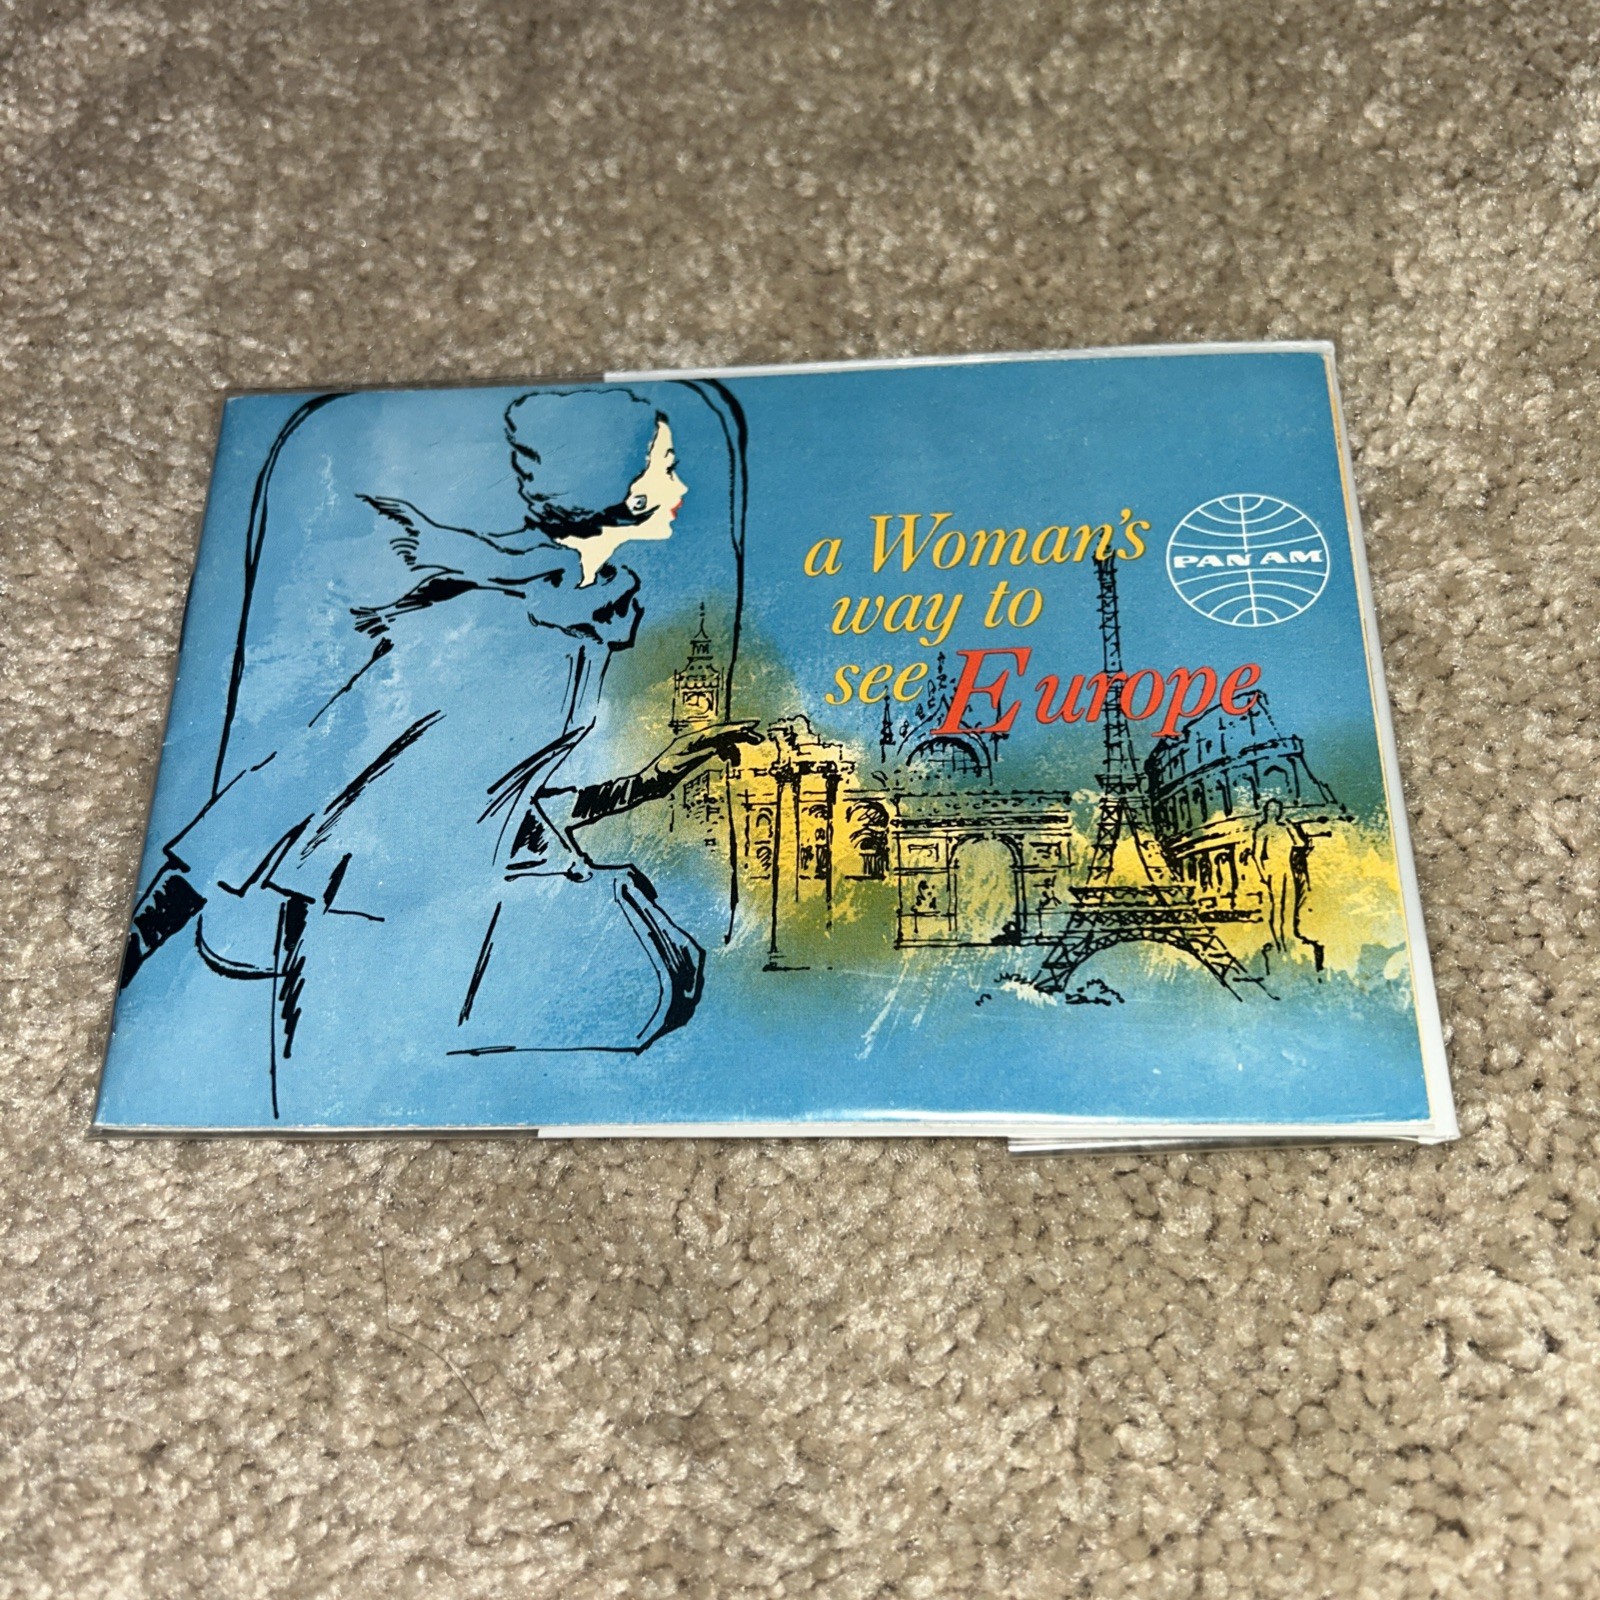 a Woman's
way to
see Europe
PAN AM